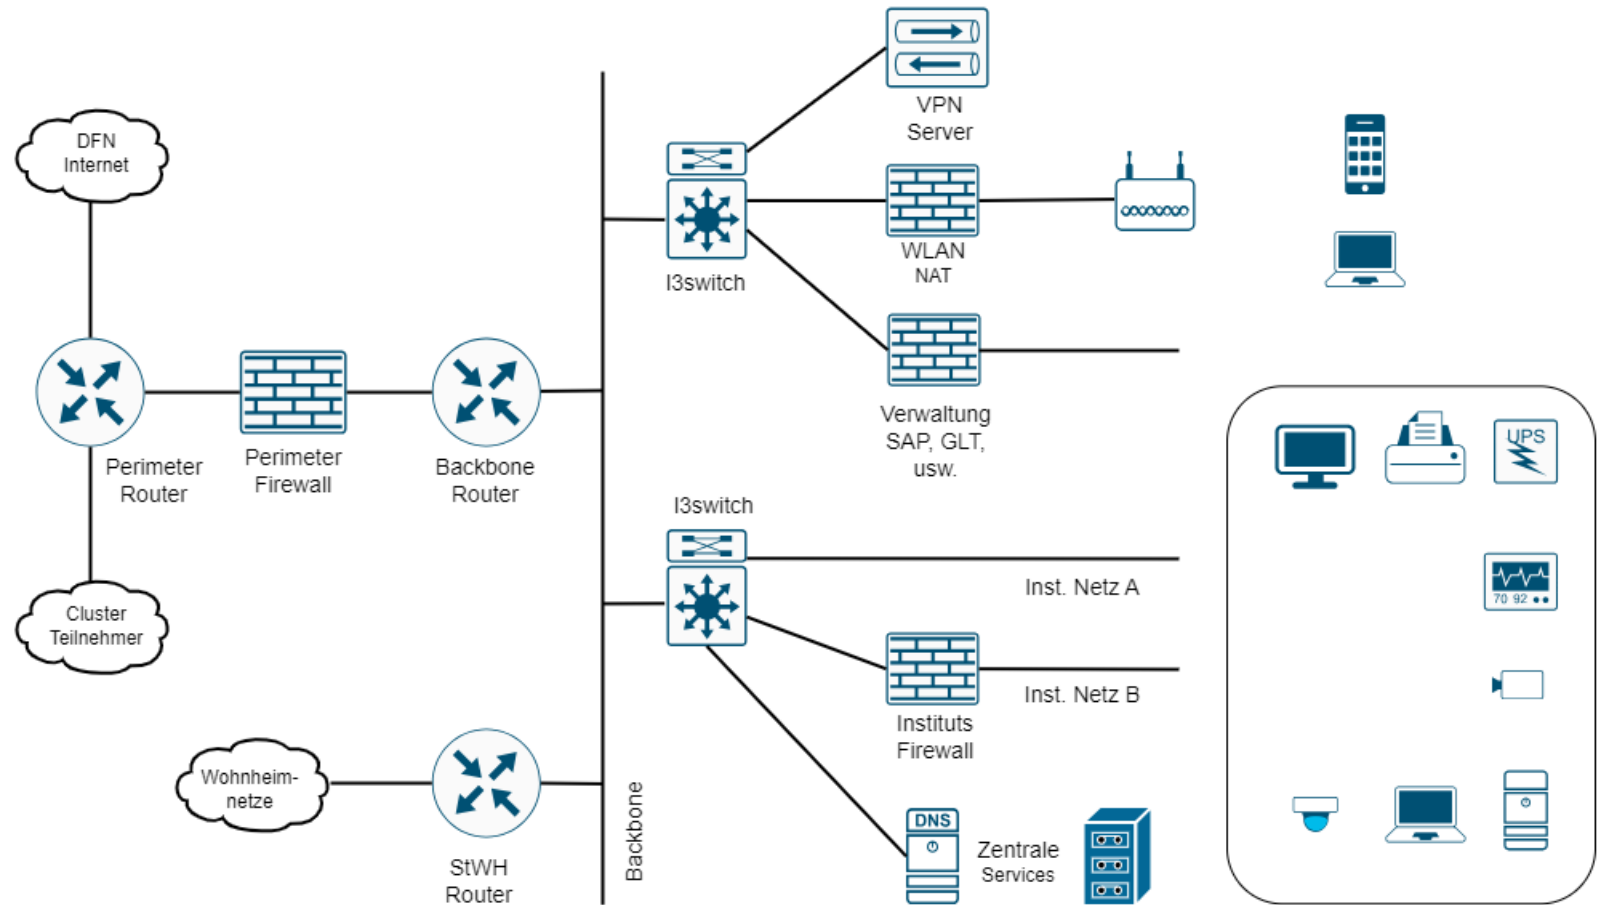 DFN
Internet
Perimeter
Router
Perimeter
Firewall
Backbone
Router
Cluster
Teilnehmer
Wohnheim-
netze
StWH
Router
Backbone
l3switch
VPN
Server
WLAN
NAT
Verwaltung
SAP, GLT,
usw.
l3switch
Inst. Netz A
Inst. Netz B
Instituts
Firewall
DNS
Zentrale
Services
UPS
70 92